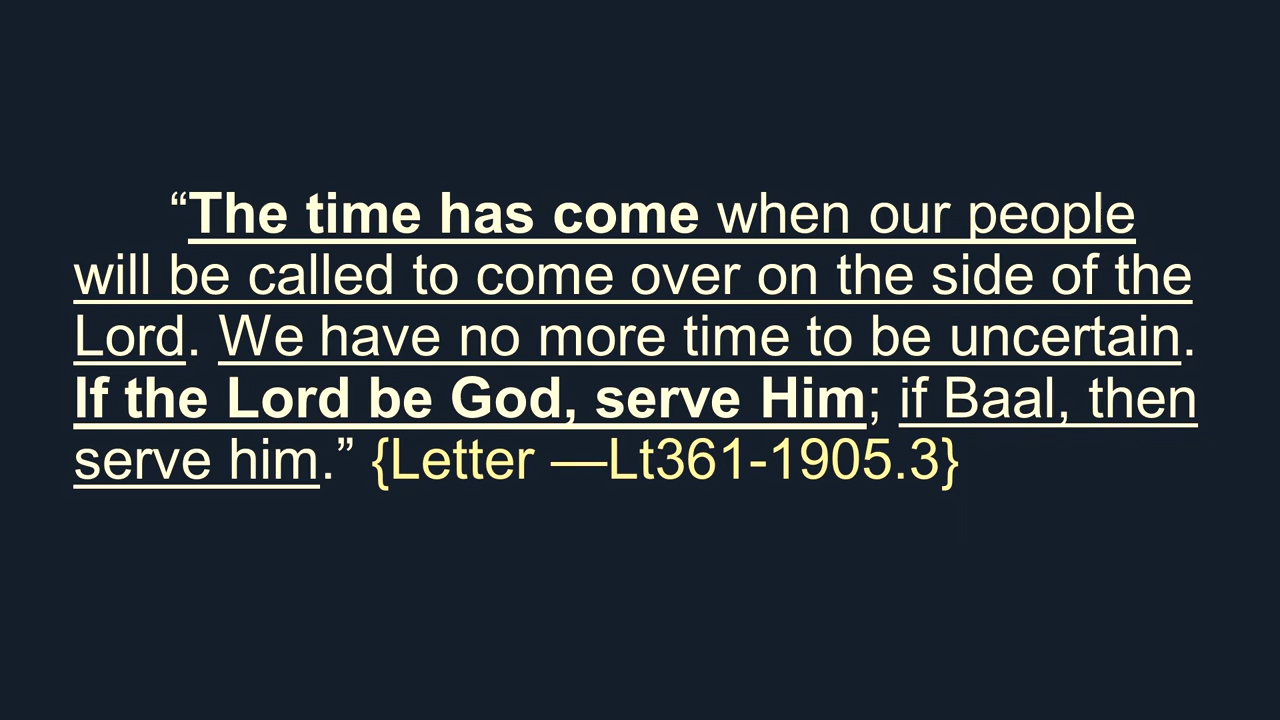 “The time has come when our people
will be called to come over on the side of the
Lord. We have no more time to be uncertain.
If the Lord be God, serve Him; if Baal, then
serve him.” {Letter —Lt361-1905.3}